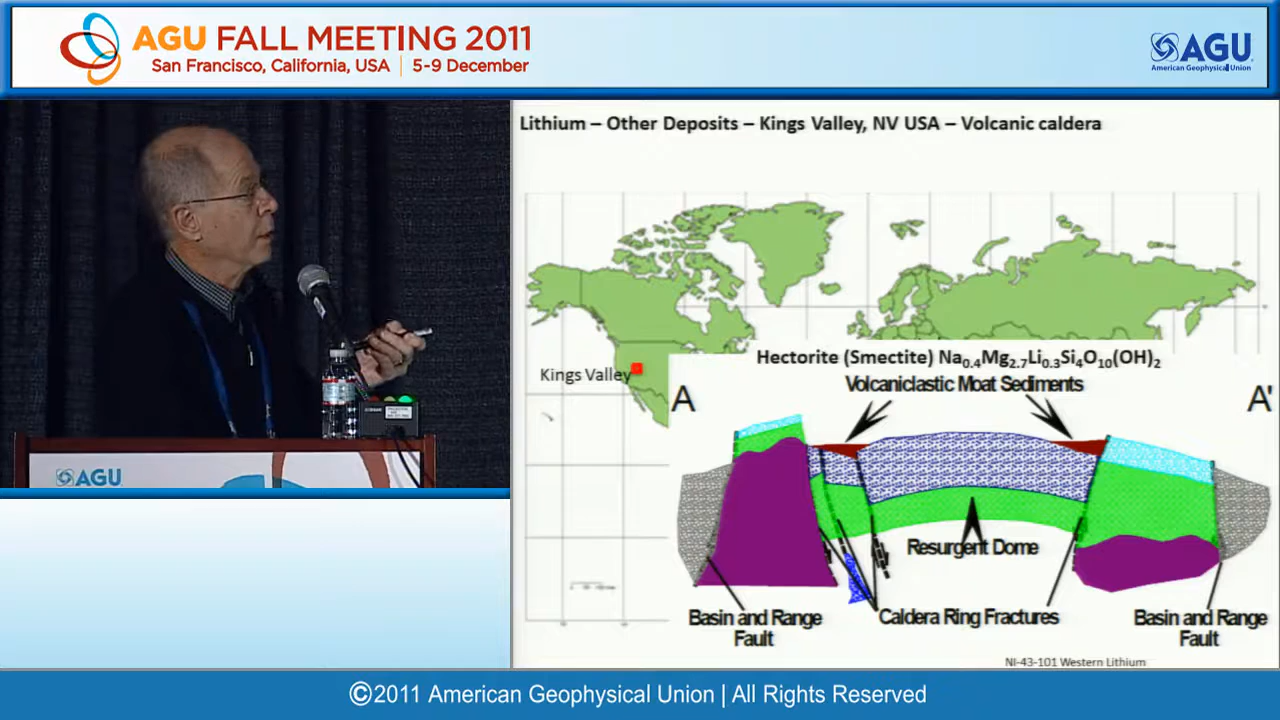 AGU FALL MEETING 2011
San Francisco, California, USA | 5-9 December
AGU
American Geophysical Union
Lithium – Other Deposits – Kings Valley, NV USA – Volcanic caldera
Kings Valley
Hectorite (Smectite) Na0.4Mg2.7Li0.3Si4O10(OH)2
Volcaniclastic Moat Sediments
A
A'
Resurgent Dome
Basin and Range
Fault
Caldera Ring Fractures
Basin and Range
Fault
NI-43-101 Western Lithium
AGU
©2011 American Geophysical Union | All Rights Reserved